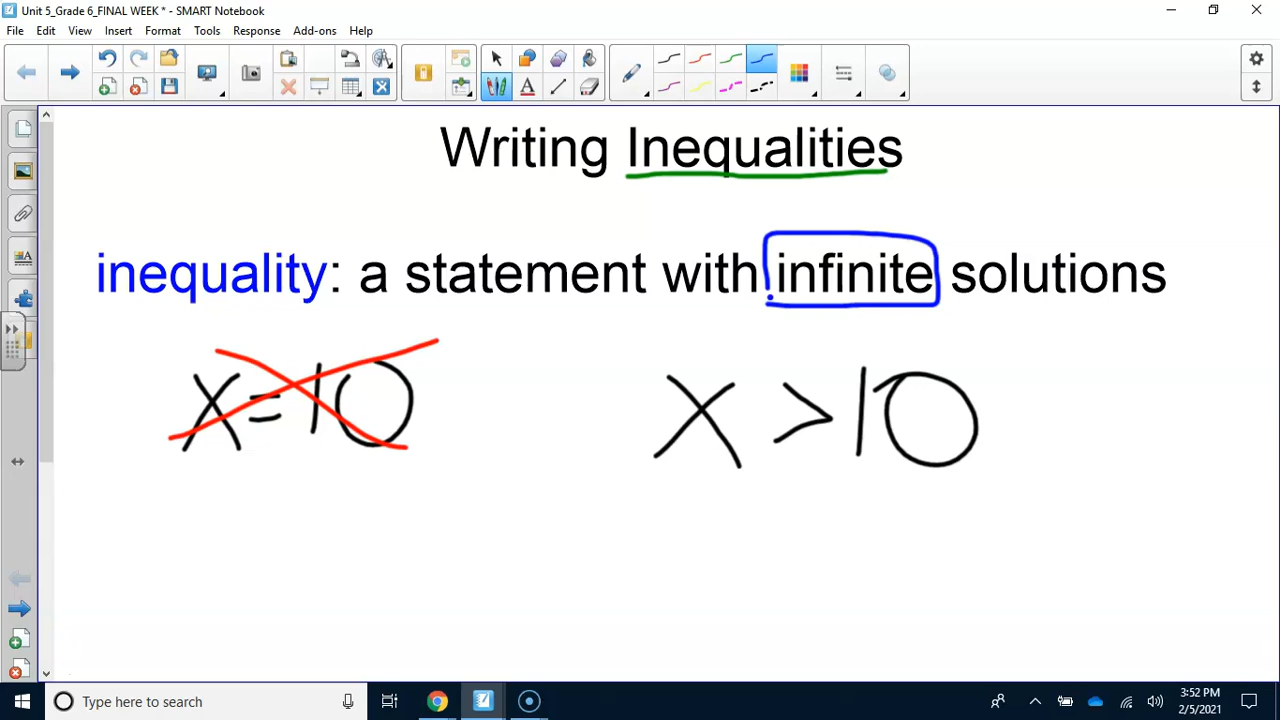 Unit 5_Grade 6_FINAL WEEK * - SMART Notebook
File Edit View Insert Format Tools Response Add-ons Help
Writing Inequalities
inequality: a statement with infinite solutions
x=10 x>10
Type here to search
3:52 PM
2/5/2021